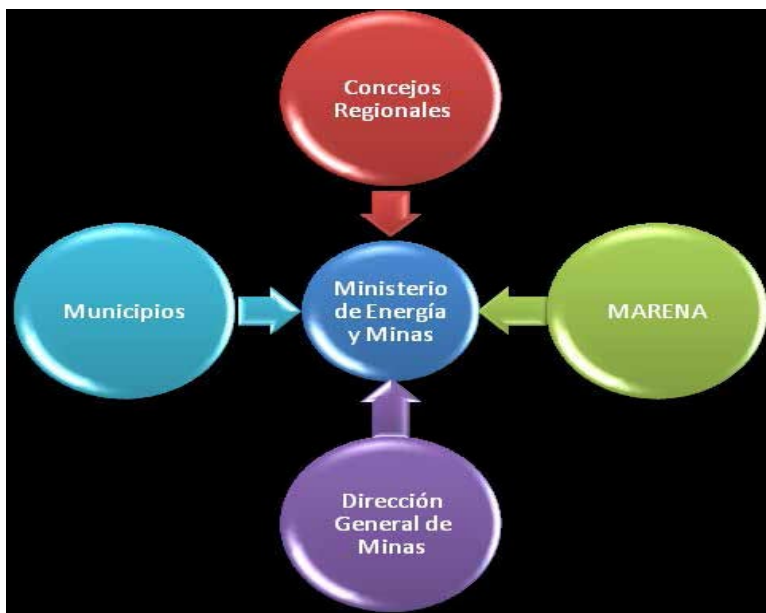 Concejos
Regionales
Municipios
Ministerio
de Energía
y Minas
MARENA
Dirección
General de
Minas